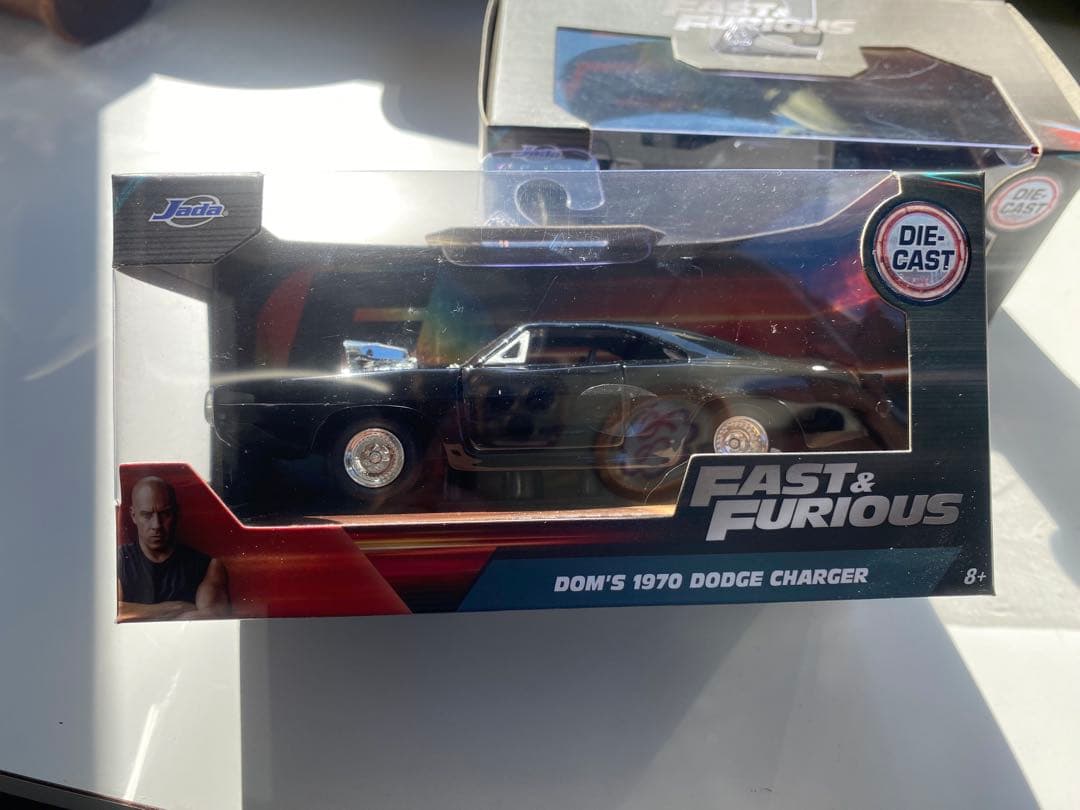 FAST &
FURIOUS
Jada
DIE-
CAST
DIE-
CAST
FAST &
FURIOUS
DOM'S 1970 DODGE CHARGER
8+